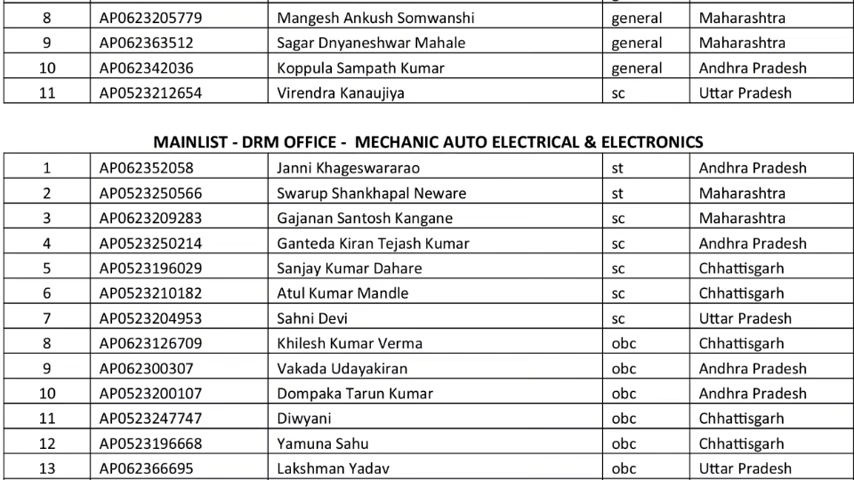 8 AP0623205779 Mangesh Ankush Somwanshi general Maharashtra
9 AP062363512 Sagar Dnyaneshwar Mahale general Maharashtra
10 AP062342036 Koppula Sampath Kumar general Andhra Pradesh
11 AP0523212654 Virendra Kanaujiya sc Uttar Pradesh
MAINLIST - DRM OFFICE - MECHANIC AUTO ELECTRICAL & ELECTRONICS
1 AP062352058 Janni Khageswararao st Andhra Pradesh
2 AP0523250566 Swarup Shankhapal Neware st Maharashtra
3 AP0623209283 Gajanan Santosh Kangane sc Maharashtra
4 AP0523250214 Ganteda Kiran Tejash Kumar sc Andhra Pradesh
5 AP0523196029 Sanjay Kumar Dahare sc Chhattisgarh
6 AP0523210182 Atul Kumar Mandle sc Chhattisgarh
7 AP0523204953 Sahni Devi sc Uttar Pradesh
8 AP0623126709 Khilesh Kumar Verma obc Chhattisgarh
9 AP062300307 Vakada Udayakiran obc Andhra Pradesh
10 AP0523200107 Dompaka Tarun Kumar obc Andhra Pradesh
11 AP0523247747 Diwyani obc Chhattisgarh
12 AP0523196668 Yamuna Sahu obc Chhattisgarh
13 AP062366695 Lakshman Yadav obc Uttar Pradesh